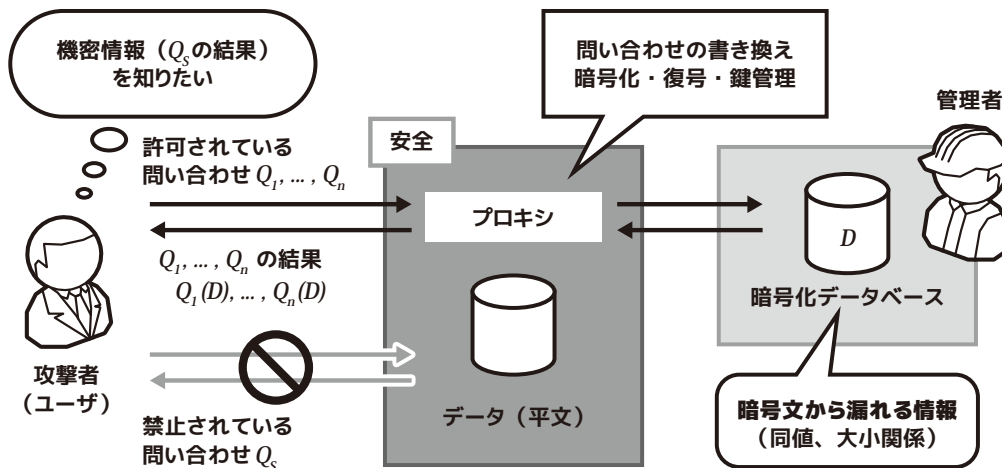 機密情報（Qsの結果）
を知りたい
問い合わせの書き換え
暗号化・復号・鍵管理
管理者
許可されている
問い合わせ Q1, ... , Qn
安全
プロキシ
D
Q1, ... , Qn の結果
Q1(D), ... , Qn(D)
暗号化データベース
攻撃者
（ユーザ）
データ（平文）
禁止されている
問い合わせ Qs
暗号文から漏れる情報
（同値、大小関係）